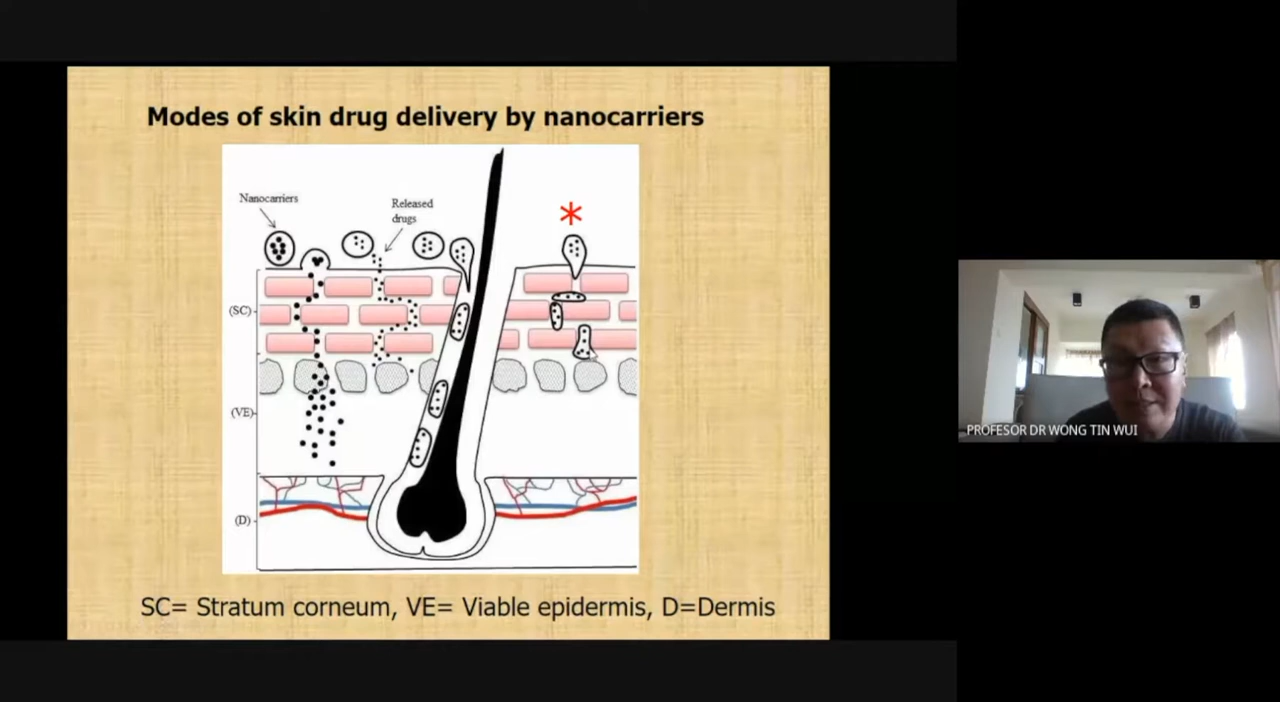 Modes of skin drug delivery by nanocarriers
Nanocarriers
Released
drugs
*
(SC)
(VE)
(D)
SC= Stratum corneum, VE= Viable epidermis, D=Dermis
PROFESOR DR WONG TIN WUI